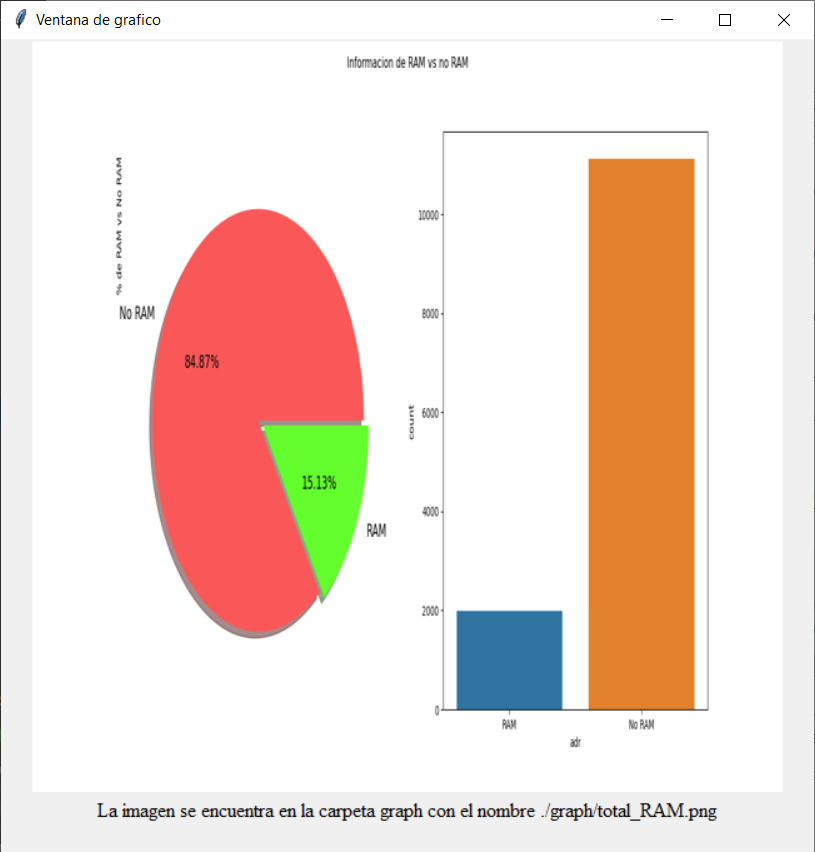 Ventana de grafico
Informacion de RAM vs no RAM
% de RAM vs No RAM
No RAM
84.87%
15.13%
RAM
count
10000
8000
6000
4000
2000
0
RAM No RAM
adr
La imagen se encuentra en la carpeta graph con el nombre ./graph/total_RAM.png